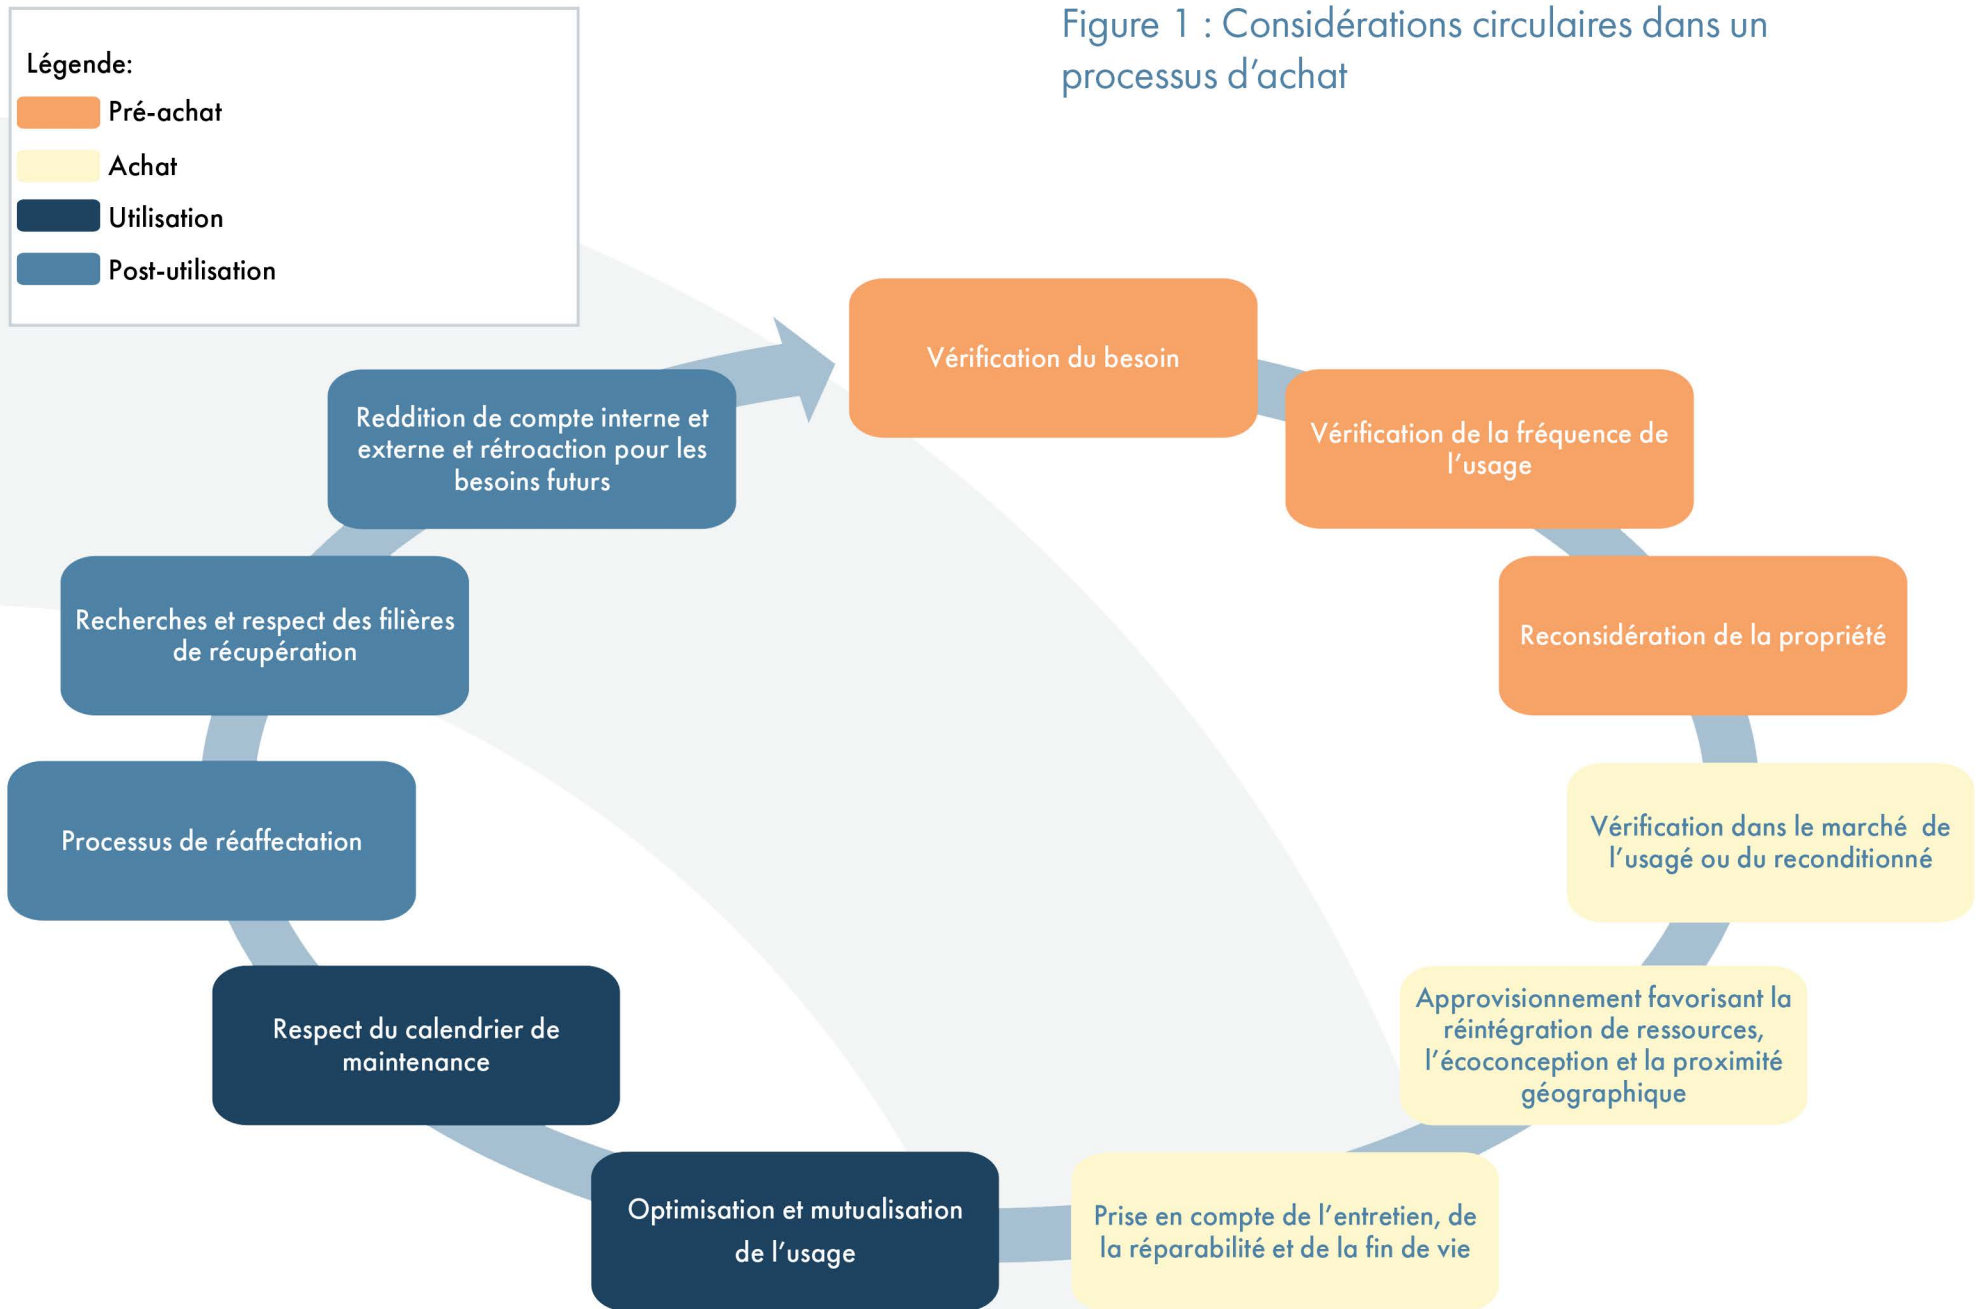 Figure 1 : Considérations circulaires dans un
processus d’achat
Légende:
Pré-achat
Achat
Utilisation
Post-utilisation
Vérification du besoin
Vérification de la fréquence de
l’usage
Reconsidération de la propriété
Vérification dans le marché de
l’usagé ou du reconditionné
Approvisionnement favorisant la
réintégration de ressources,
l’écoconception et la proximité
géographique
Prise en compte de l’entretien, de
la réparabilité et de la fin de vie
Optimisation et mutualisation
de l’usage
Respect du calendrier de
maintenance
Processus de réaffectation
Recherches et respect des filières
de récupération
Reddition de compte interne et
externe et rétroaction pour les
besoins futurs